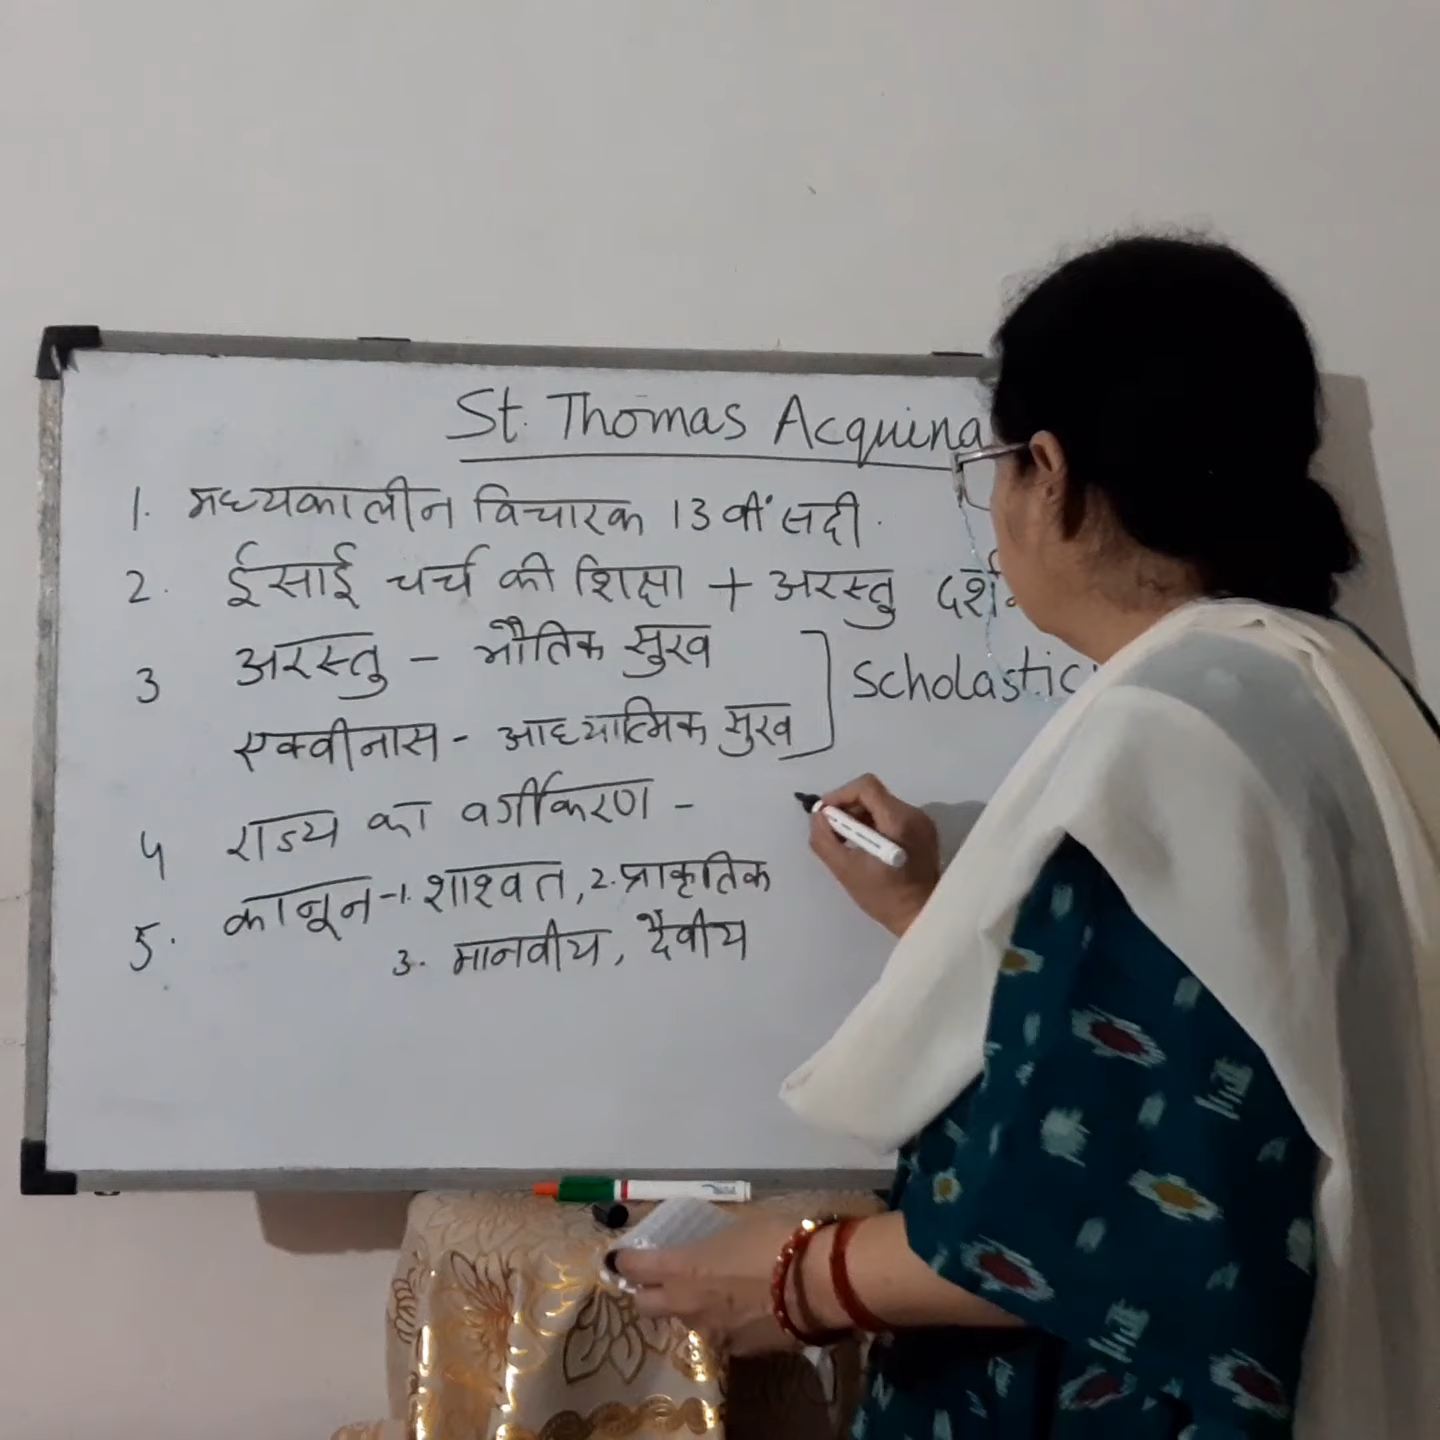 St. Thomas Acquina
1. मध्यकालीन विचारक 13 वीं सदी.
2. ईसाई चर्च की शिक्षा + अरस्तु दर्श
3 अरस्तु - भौतिक सुख
Scholastic
एक्वीनास - आध्यात्मिक सुख
4 राज्य का वर्गीकरण -
5. कानून -1. शाश्वत, 2. प्राकृतिक
3. मानवीय, दैवीय